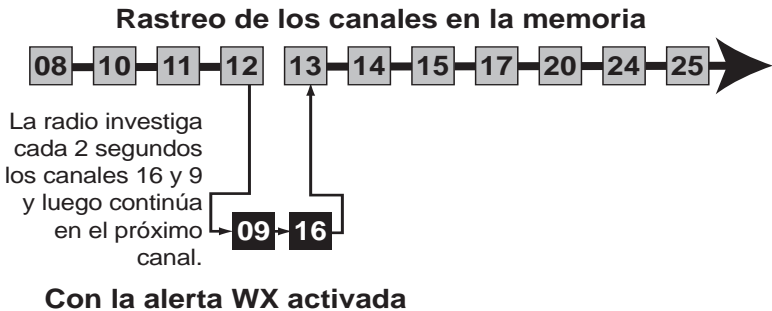 Rastreo de los canales en la memoria
08 10 11 12 13 14 15 17 20 24 25
La radio investiga
cada 2 segundos
los canales 16 y 9
y luego continúa
en el próximo
canal.
09 16
Con la alerta WX activada